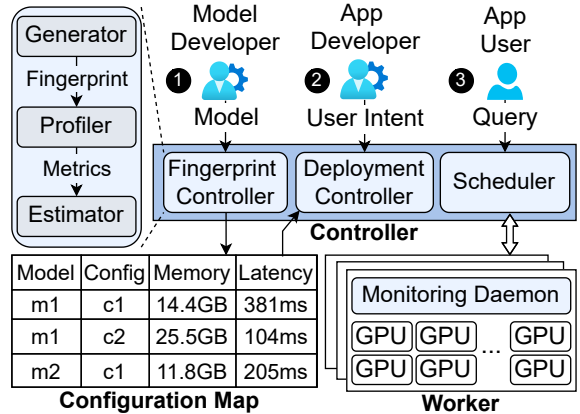 Generator
Fingerprint
Profiler
Metrics
Estimator
Model
Developer
1
Model
App
Developer
2
User Intent
App
User
3
Query
Fingerprint
Controller
Deployment
Controller
Scheduler
Controller
Model Config Memory Latency
m1 c1 14.4GB 381ms
m1 c2 25.5GB 104ms
m2 c1 11.8GB 205ms
Configuration Map
Monitoring Daemon
GPU GPU ... GPU
GPU GPU GPU
Worker